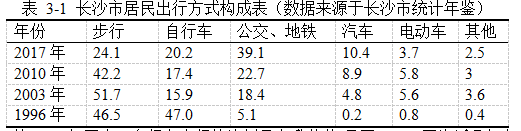 表 3-1 长沙市居民出行方式构成表（数据来源于长沙市统计年鉴）
年份 步行 自行车 公交、地铁 汽车 电动车 其他
2017 年 24.1 20.2 39.1 10.4 3.7 2.5
2010 年 42.2 17.4 22.7 8.9 5.8 3
2003 年 51.7 15.9 18.4 4.8 5.6 3.6
1996 年 46.5 47.0 5.1 0.2 0.8 0.4